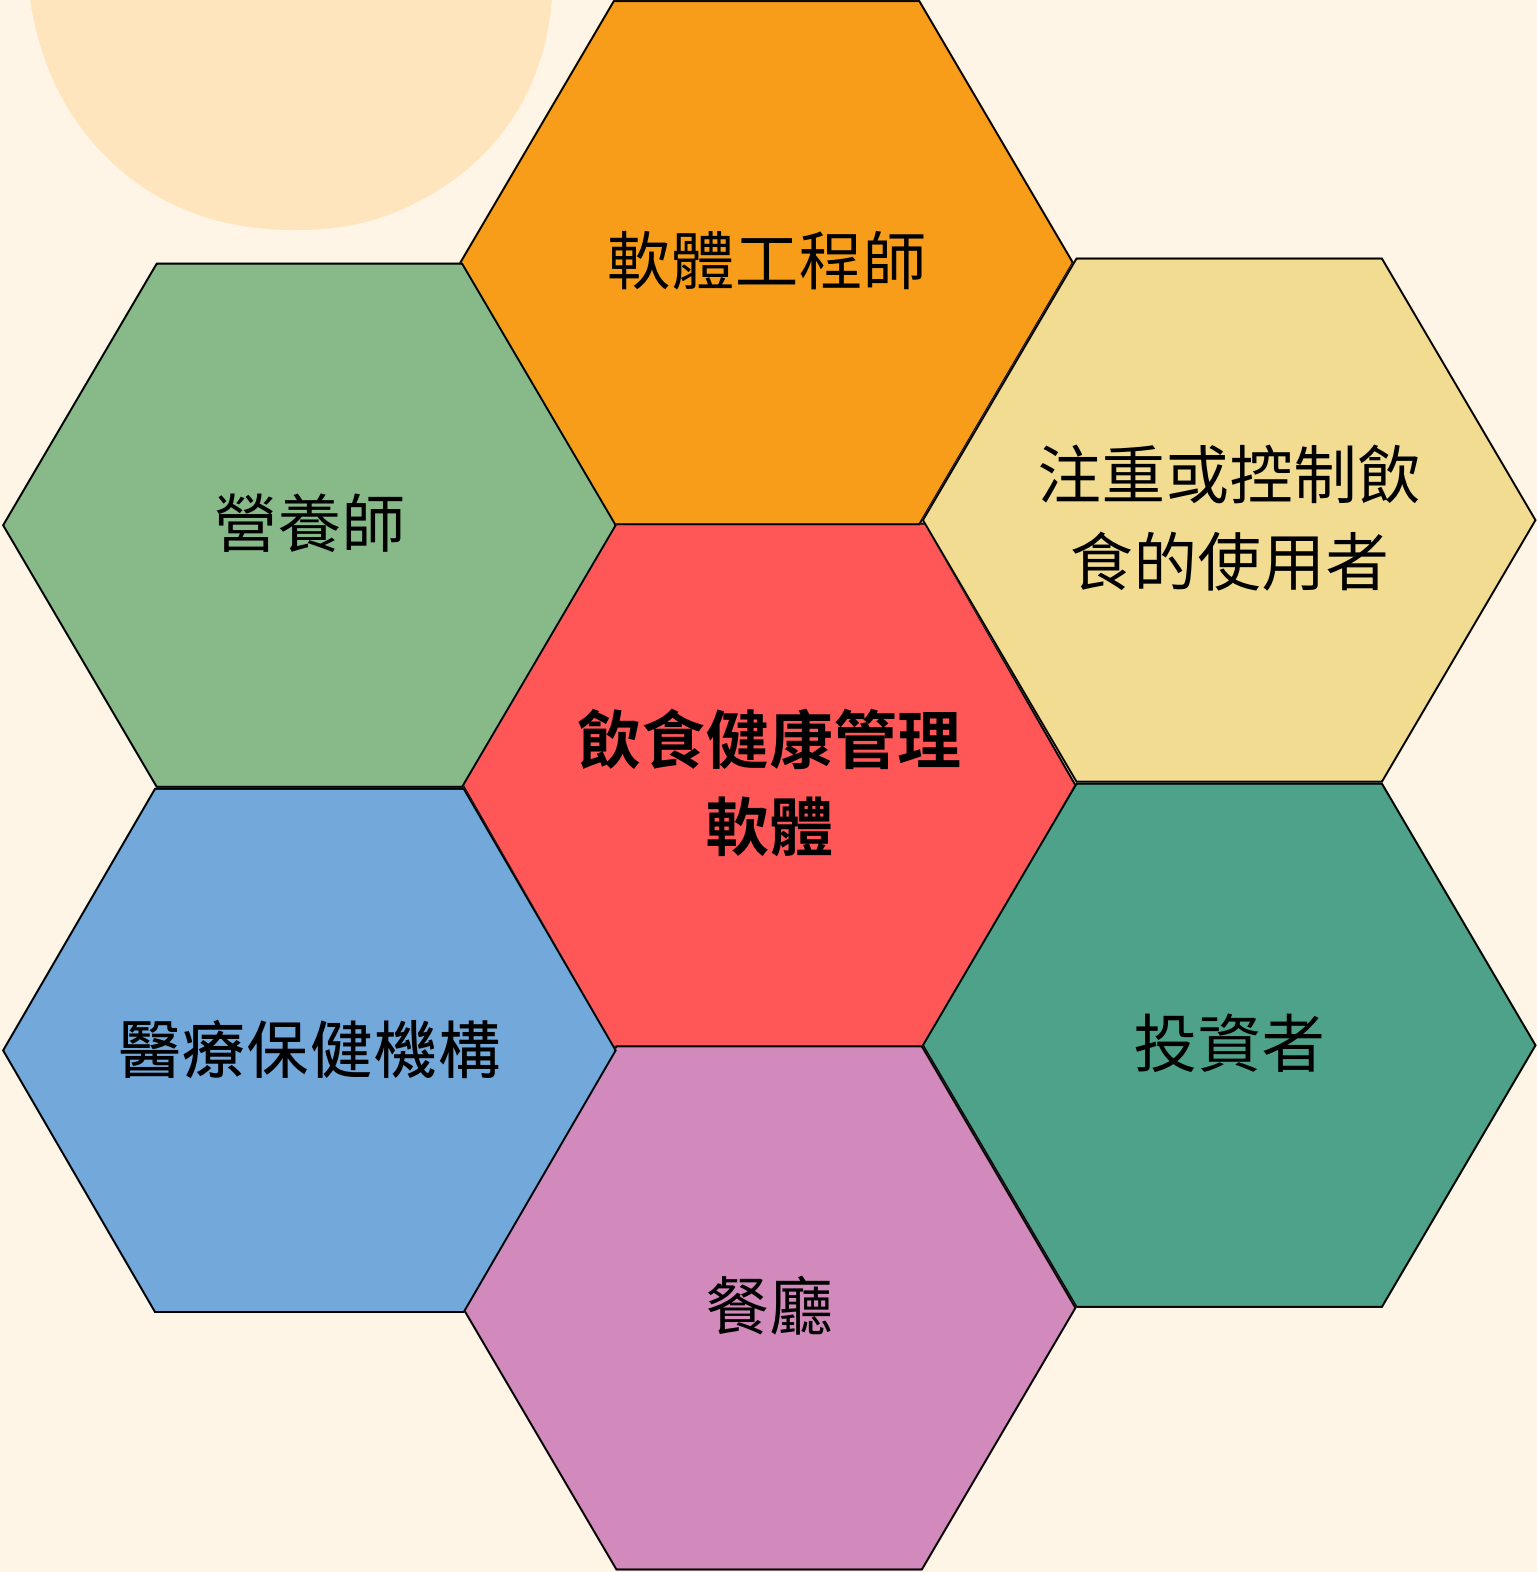 軟體工程師
營養師
注重或控制飲
食的使用者
飲食健康管理
軟體
醫療保健機構
投資者
餐廳